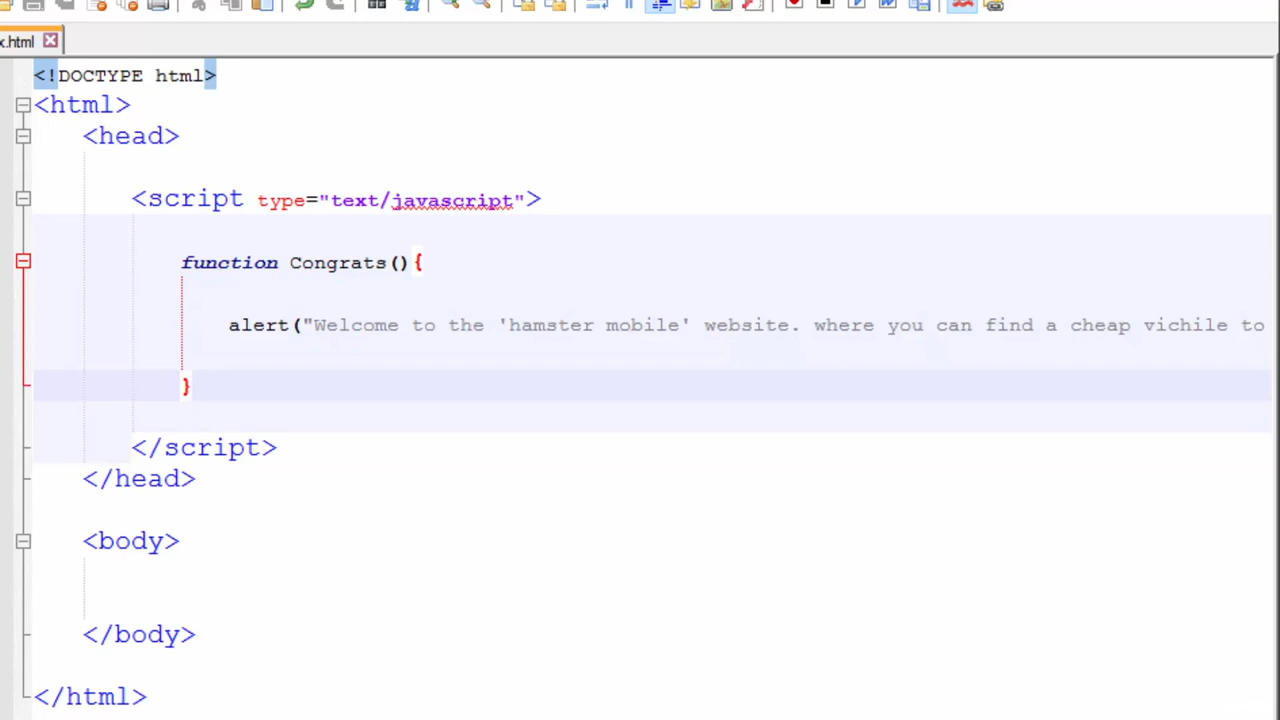 x.html
<!DOCTYPE html>
<html>
<head>
<script type="text/javascript">
function Congrats(){
alert("Welcome to the 'hamster mobile' website. where you can find a cheap vichile to
}
</script>
</head>
<body>
</body>
</html>